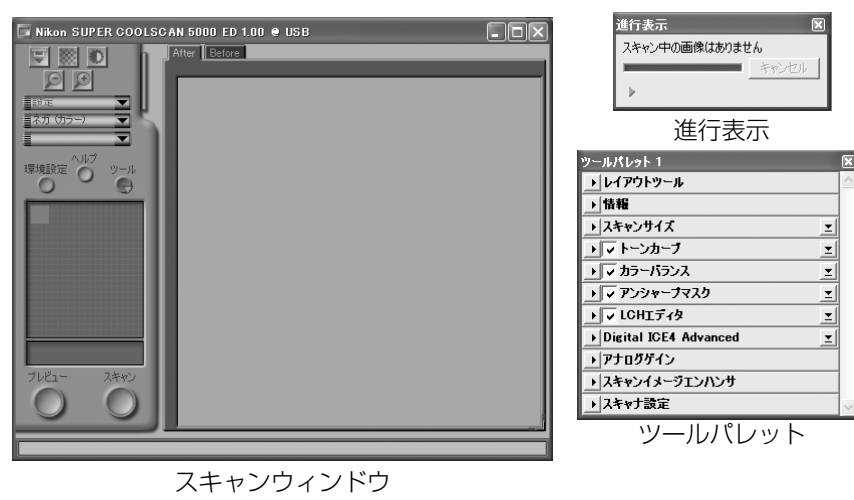 Nikon SUPER COOLSCAN 5000 ED 1.00 @ USB
After Before
設定
ネガ (カラー)
環境設定 ヘルプ ツール
プレビュー スキャン
スキャンウィンドウ
進行表示
スキャン中の画像はありません
キャンセル
進行表示
ツールパレット 1
レイアウトツール
情報
スキャンサイズ
トーンカーブ
カラーバランス
アンシャープマスク
LCHエディタ
Digital ICE4 Advanced
アナログゲイン
スキャンイメージエンハンサ
スキャナ設定
ツールパレット